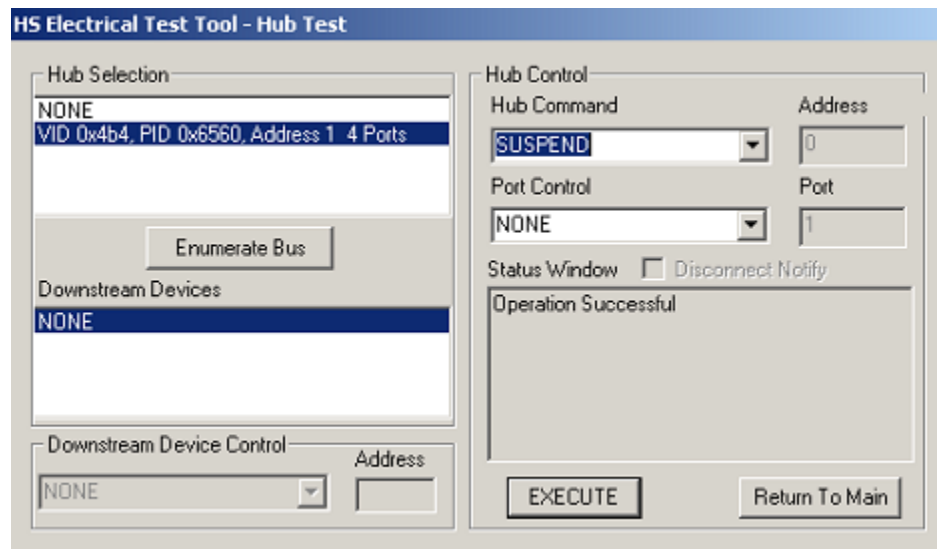 HS Electrical Test Tool - Hub Test
Hub Selection
NONE
VID 0x4b4, PID 0x6560, Address 1 4 Ports
Enumerate Bus
Downstream Devices
NONE
Downstream Device Control
Address
NONE
Hub Control
Hub Command Address
SUSPEND 0
Port Control Port
NONE 1
Status Window Disconnect Notify
Operation Successful
EXECUTE Return To Main